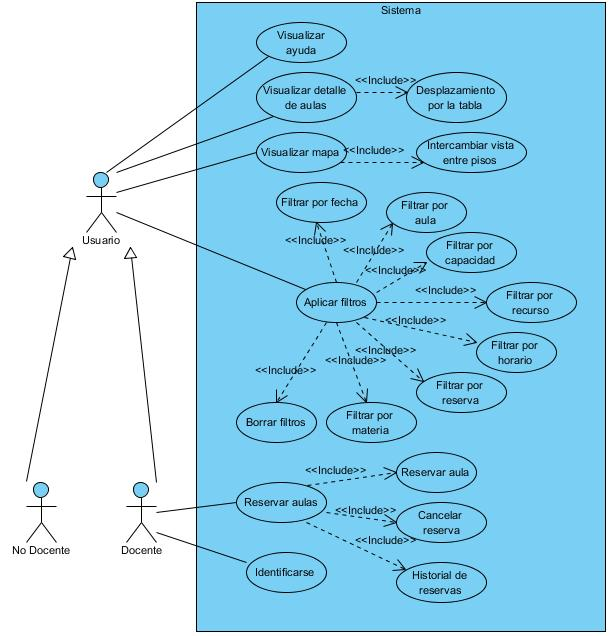 Sistema
Visualizar
ayuda
Visualizar detalle
de aulas
<<Include>>
Desplazamiento
por la tabla
Visualizar mapa
<<Include>>
Intercambiar vista
entre pisos
Usuario
Filtrar por fecha
<<Include>>
Filtrar por
aula
<<Include>>
Filtrar por
capacidad
<<Include>>
Aplicar filtros
<<Include>>
Filtrar por
recurso
<<Include>>
Filtrar por
horario
<<Include>>
Filtrar por
reserva
<<Include>>
Borrar filtros
<<Include>>
Filtrar por
materia
No Docente
Docente
Reservar aulas
<<Include>>
Reservar aula
<<Include>>
Cancelar
reserva
<<Include>>
Historial de
reservas
Identificarse